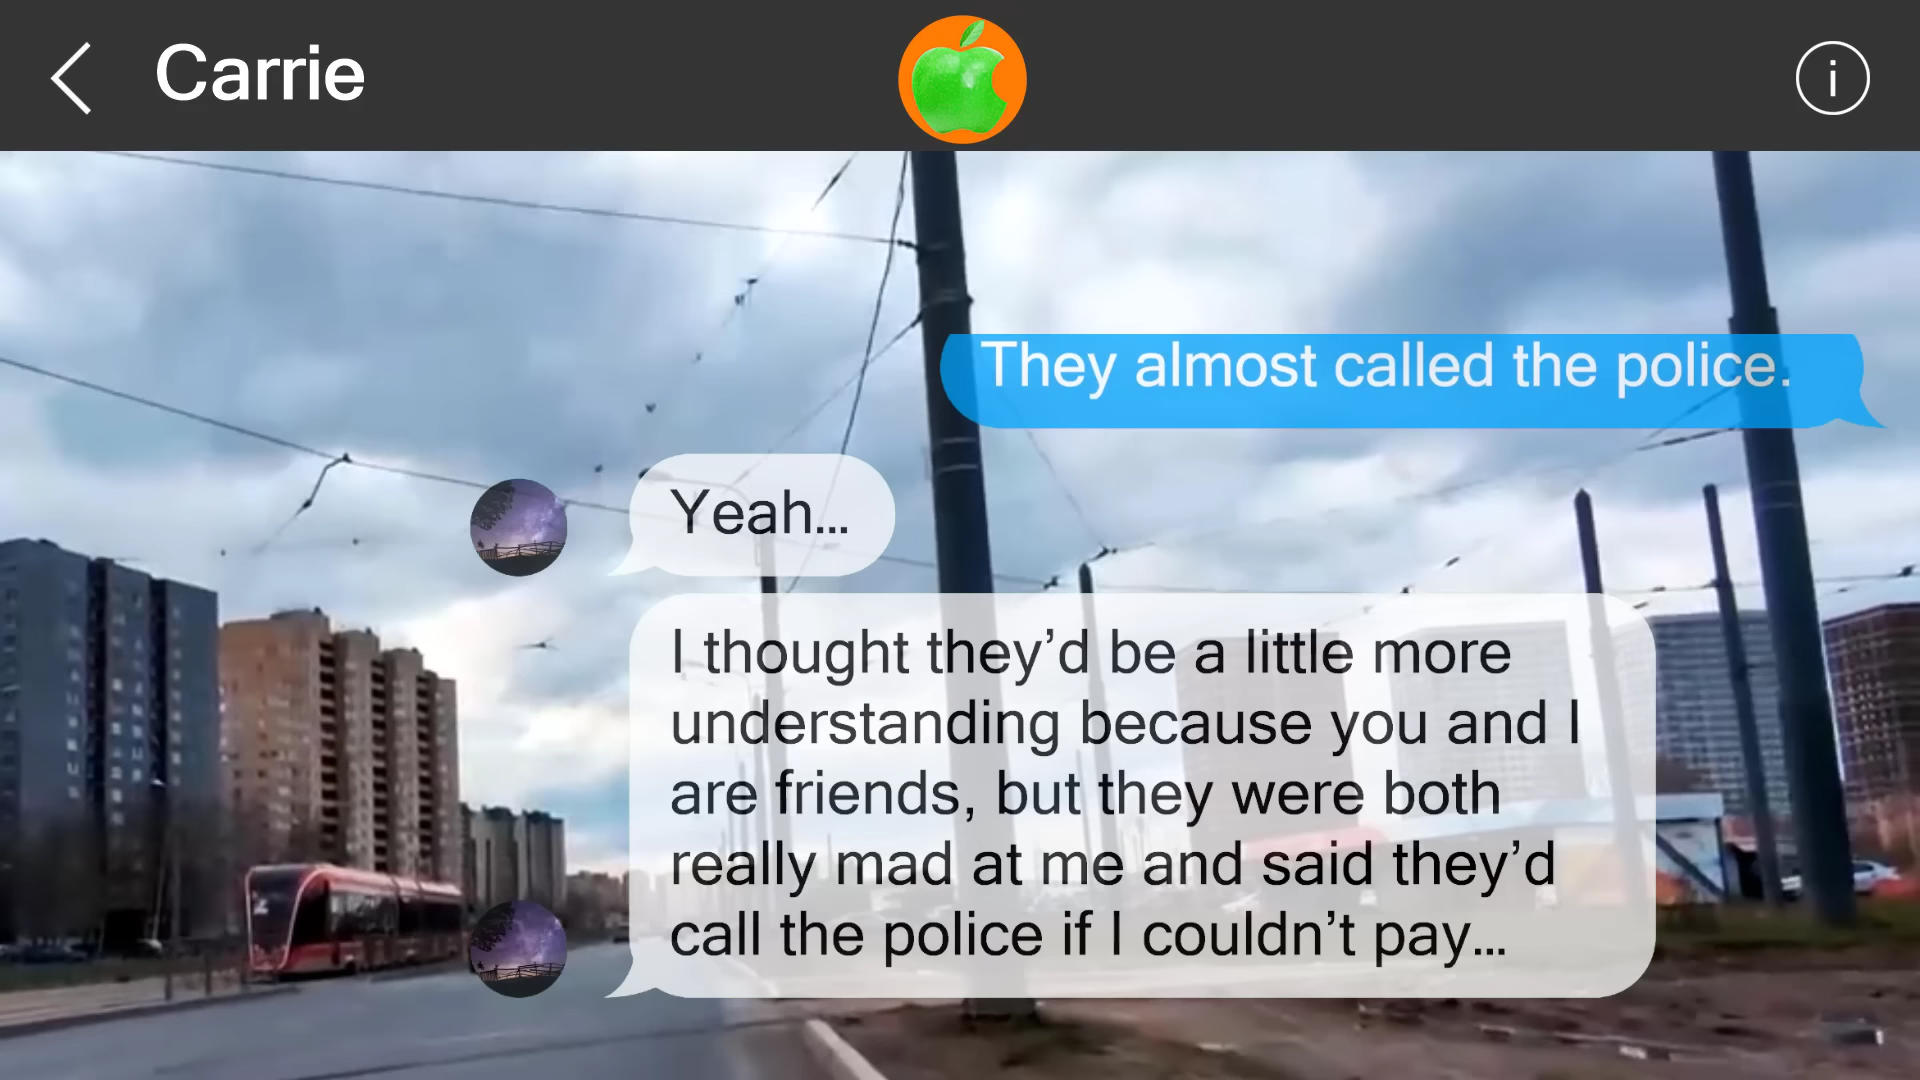 Carrie
i
They almost called the police.
Yeah...
I thought they’d be a little more
understanding because you and I
are friends, but they were both
really mad at me and said they’d
call the police if I couldn’t pay...